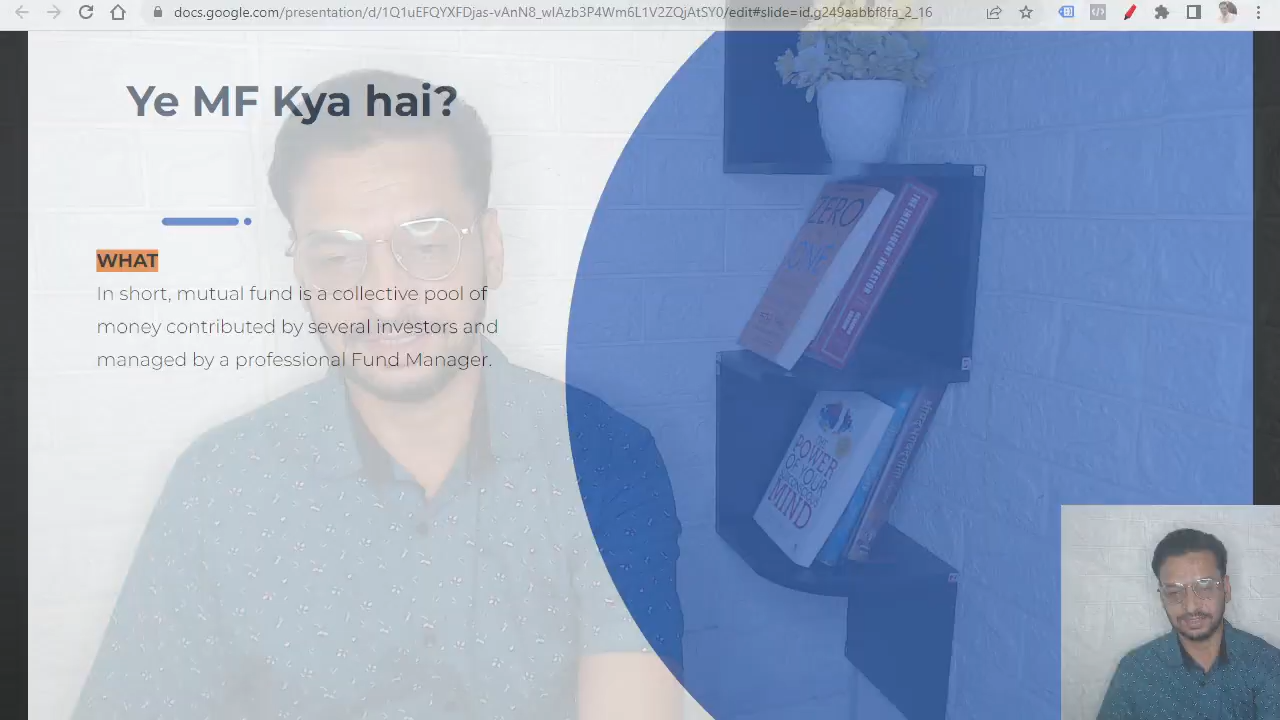 docs.google.com/presentation/d/1Q1uEFQYXFDjas-vAnN8_wIAzb3P4Wm6L1V2ZQjAtSY0/edit#slide=id.g249aabbf8fa_2_16
Ye MF Kya hai?
WHAT
In short, mutual fund is a collective pool of
money contributed by several investors and
managed by a professional Fund Manager.
ZERO
ONE
THE INTELLIGENT INVESTOR
THE
POWER
OF YOUR
MIND